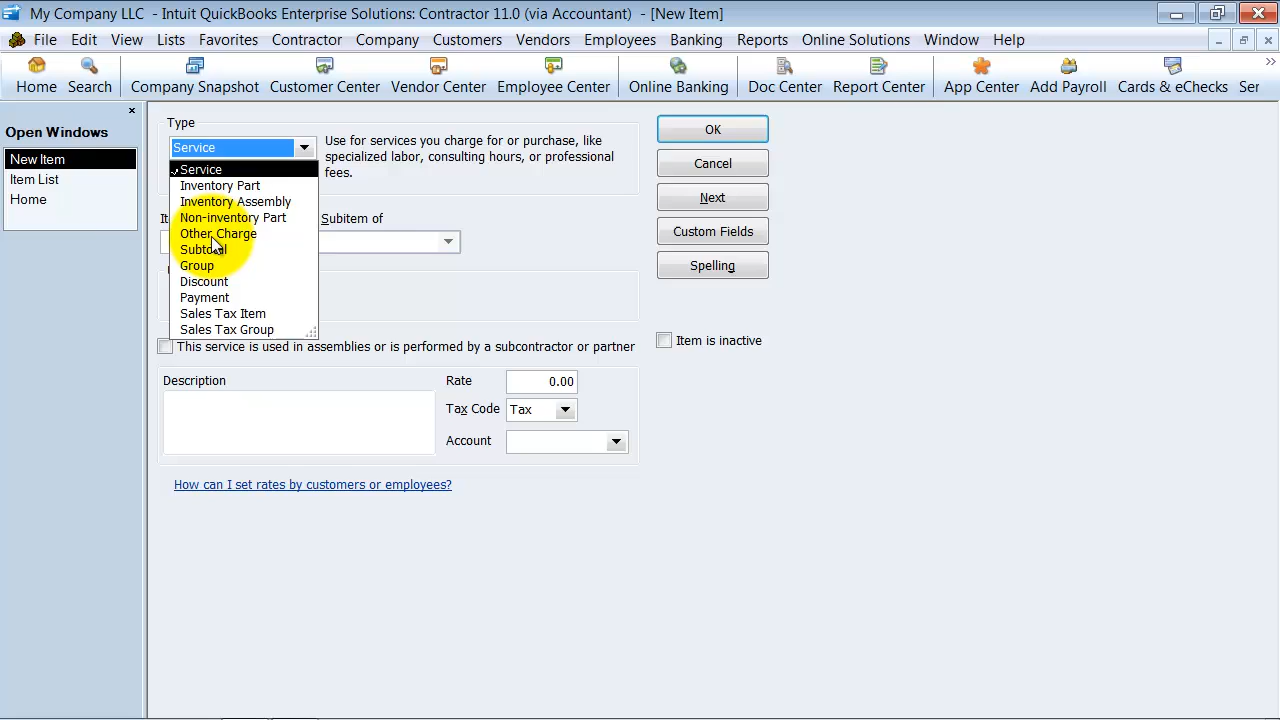 My Company LLC - Intuit QuickBooks Enterprise Solutions: Contractor 11.0 (via Accountant) - [New Item]
File Edit View Lists Favorites Contractor Company Customers Vendors Employees Banking Reports Online Solutions Window Help
Home Search Company Snapshot Customer Center Vendor Center Employee Center Online Banking Doc Center Report Center App Center Add Payroll Cards & eChecks Ser
Open Windows
New Item
Item List
Home
Type
Service
Use for services you charge for or purchase, like
specialized labor, consulting hours, or professional
fees.
Service
Inventory Part
Inventory Assembly
Non-inventory Part
Other Charge
Subtotal
Group
Discount
Payment
Sales Tax Item
Sales Tax Group
Subitem of
This service is used in assemblies or is performed by a subcontractor or partner
Description
Rate 0.00
Tax Code Tax
Account
How can I set rates by customers or employees?
OK
Cancel
Next
Custom Fields
Spelling
Item is inactive